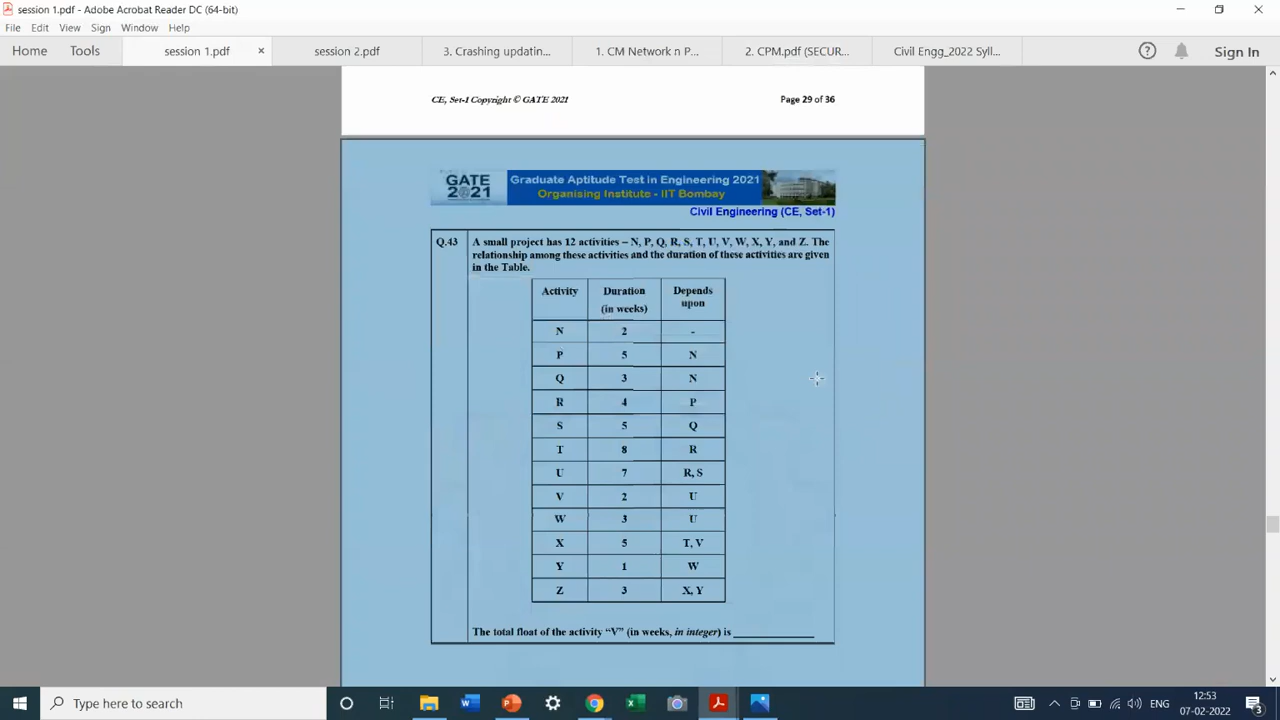 session 1.pdf - Adobe Acrobat Reader DC (64-bit)
File Edit View Sign Window Help
Home Tools session 1.pdf × session 2.pdf 3. Crashing updatin... 1. CM Network n P... 2. CPM.pdf (SECUR... Civil Engg_2022 Syll... Sign In
CE, Set-1 Copyright © GATE 2021 Page 29 of 36
GATE Graduate Aptitude Test in Engineering 2021
2021 Organising Institute - IIT Bombay
Civil Engineering (CE, Set-1)
Q.43 A small project has 12 activities – N, P, Q, R, S, T, U, V, W, X, Y, and Z. The
relationship among these activities and the duration of these activities are given
in the Table.
Activity Duration Depends
(in weeks) upon
N 2 -
P 5 N
Q 3 N
R 4 P
S 5 Q
T 8 R
U 7 R, S
V 2 U
W 3 U
X 5 T, V
Y 1 W
Z 3 X, Y
The total float of the activity “V” (in weeks, in integer) is ____________
Type here to search
ENG
12:53
07-02-2022
3